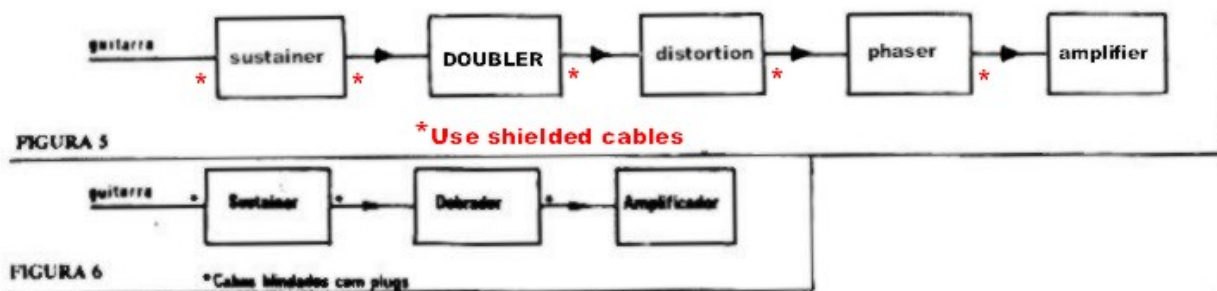 guitarra
sustainer DOUBLER distortion phaser amplifier
* * * * *
FIGURA 5
*Use shielded cables
guitarra * Sustainer * Dobrador * Amplificador
FIGURA 6
*Cabos blindados com plugs